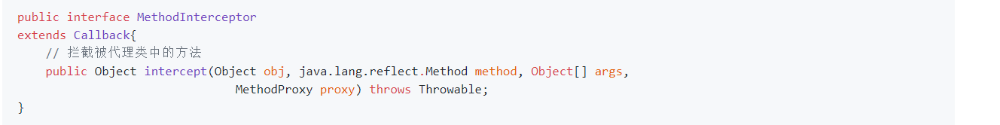 public interface MethodInterceptor
extends Callback{
    // 拦截被代理类中的方法
    public Object intercept(Object obj, java.lang.reflect.Method method, Object[] args,
                               MethodProxy proxy) throws Throwable;
}